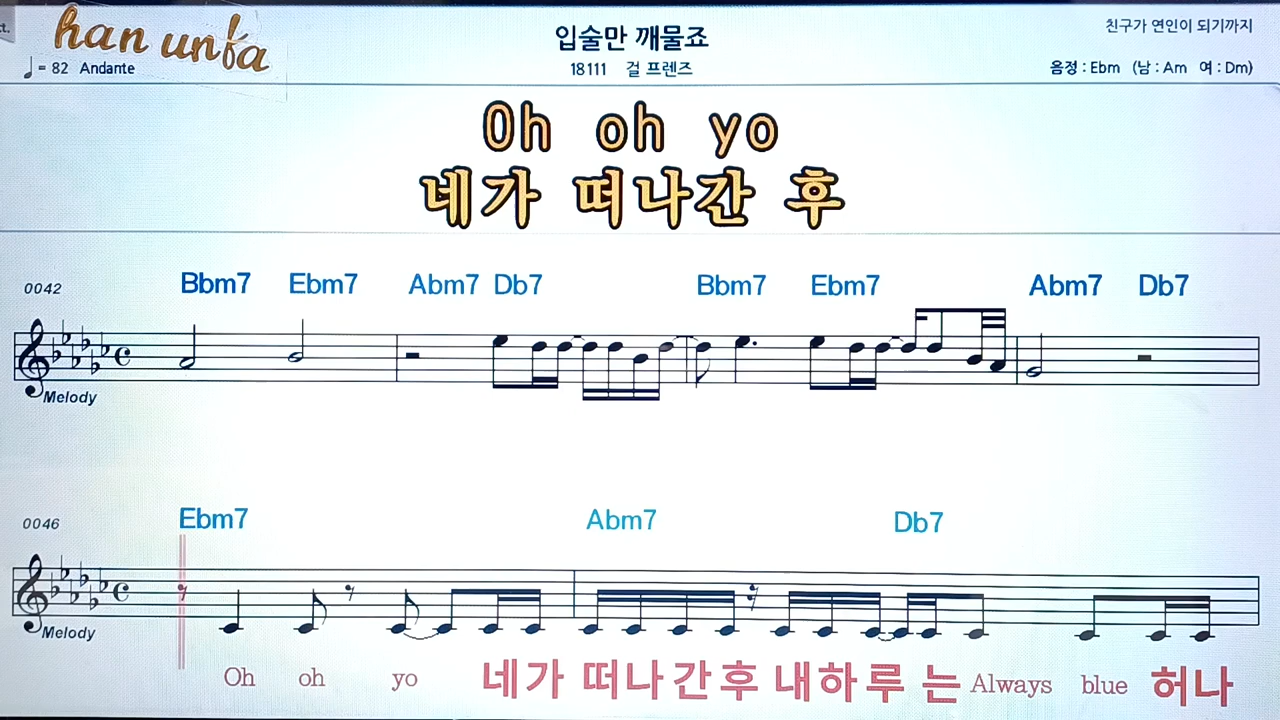 ct.
han unfa
♩= 82 Andante
입술만 깨물죠
18111 걸 프렌즈
친구가 연인이 되기까지
음정 : Ebm (남 : Am 여 : Dm)
Oh oh yo
네가 떠나간 후
0042 Bbm7 Ebm7 Abm7 Db7 Bbm7 Ebm7 Abm7 Db7
Melody
0046 Ebm7 Abm7 Db7
Melody
Oh oh yo 네가 떠나간후 내하루 는 Always blue 허나